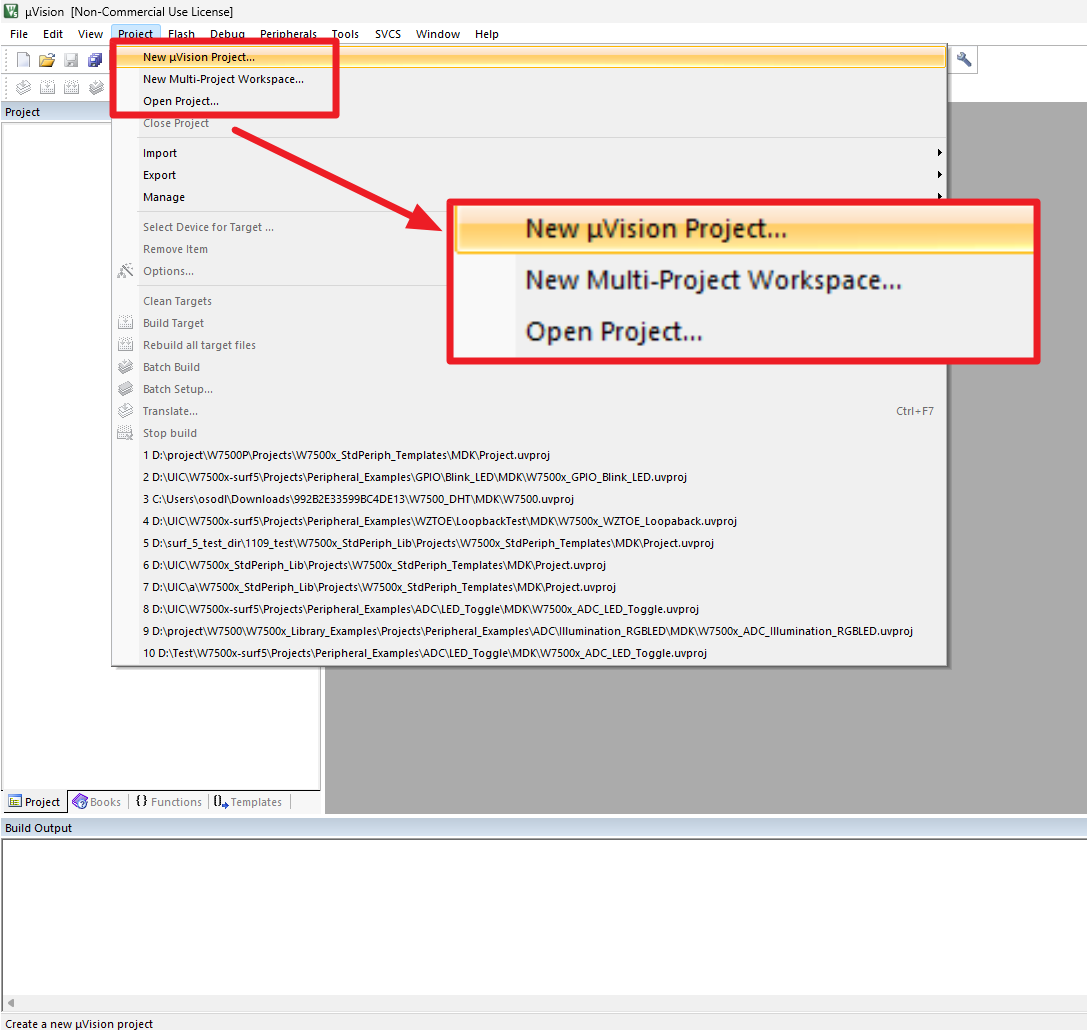 µVision [Non-Commercial Use License]
File Edit View Project Flash Debug Peripherals Tools SVCS Window Help
New µVision Project...
New Multi-Project Workspace...
Open Project...
Close Project
Project
Import
Export
Manage
Select Device for Target ...
Remove Item
Options...
Clean Targets
Build Target
Rebuild all target files
Batch Build
Batch Setup...
Translate... Ctrl+F7
Stop build
1 D:\project\W7500P\Projects\W7500x_StdPeriph_Templates\MDK\Project.uvproj
2 D:\UIC\W7500x-surf5\Projects\Peripheral_Examples\GPIO\Blink_LED\MDK\W7500x_GPIO_Blink_LED.uvproj
3 C:\Users\osodl\Downloads\992B2E33599BC4DE13\W7500_DHT\MDK\W7500.uvproj
4 D:\UIC\W7500x-surf5\Projects\Peripheral_Examples\WZTOE\LoopbackTest\MDK\W7500x_WZTOE_Loopaback.uvproj
5 D:\surf_5_test_dir\1109_test\W7500x_StdPeriph_Lib\Projects\W7500x_StdPeriph_Templates\MDK\Project.uvproj
6 D:\UIC\W7500x_StdPeriph_Lib\Projects\W7500x_StdPeriph_Templates\MDK\Project.uvproj
7 D:\UIC\a\W7500x_StdPeriph_Lib\Projects\W7500x_StdPeriph_Templates\MDK\Project.uvproj
8 D:\UIC\W7500x-surf5\Projects\Peripheral_Examples\ADC\LED_Toggle\MDK\W7500x_ADC_LED_Toggle.uvproj
9 D:\project\W7500\W7500x_Library_Examples\Projects\Peripheral_Examples\ADC\Illumination_RGBLED\MDK\W7500x_ADC_Illumination_RGBLED.uvproj
10 D:\Test\W7500x-surf5\Projects\Peripheral_Examples\ADC\LED_Toggle\MDK\W7500x_ADC_LED_Toggle.uvproj
New µVision Project...
New Multi-Project Workspace...
Open Project...
Project Books {} Functions 0 Templates
Build Output
Create a new µVision project